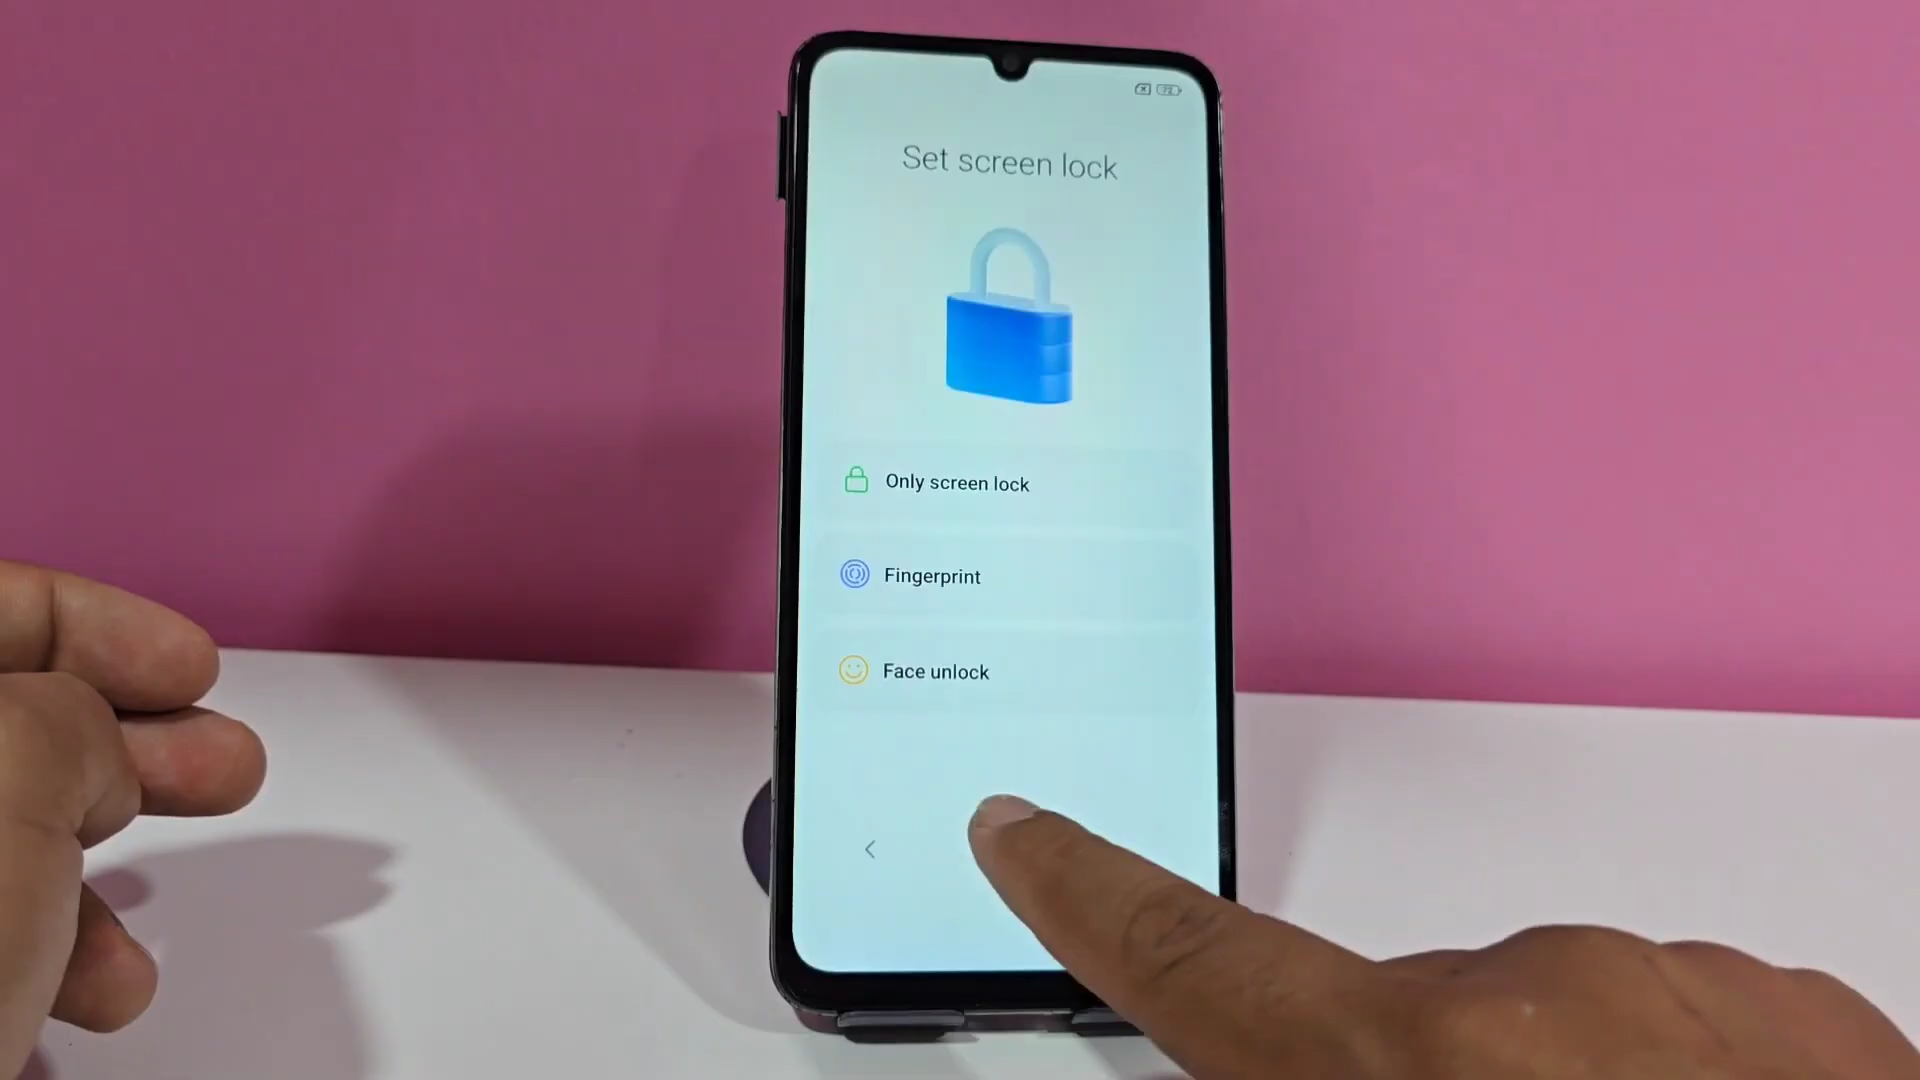 Set screen lock
Only screen lock
Fingerprint
Face unlock